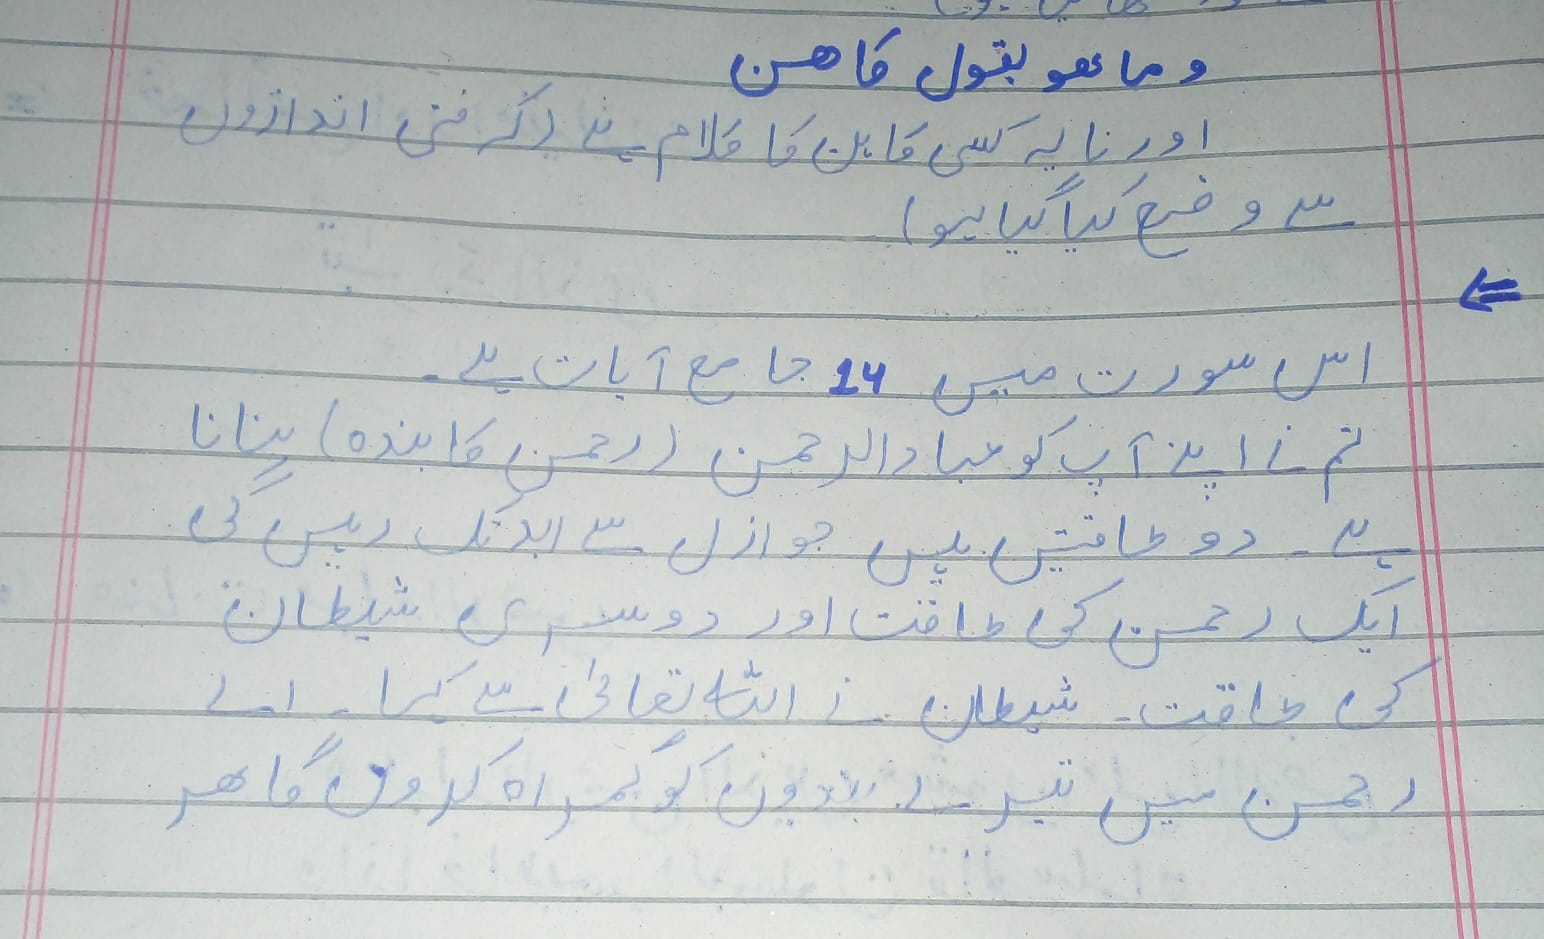 وما ھو بقول کاھن
اور نا یہ کسی کاہن کا کلام ہے (کہ فنی اندازوں
سے وضع کیا گیا ہو)
⇐
اس سورت میں 14 جامع آیات ہے۔
تم نے اپنے آپ کو عباد الرحمن (رحمن کا بندہ) بنانا
ہے۔ دو طاقتیں ہیں جو ازل سے ابد تک رہیں گی
ایک رحمن کی طاقت اور دوسری شیطان
کی طاقت۔ شیطان نے اللہ تعالیٰ سے کہا۔ اے
رحمن میں تیرے بندوں کو گمراہ کروں گا ھر